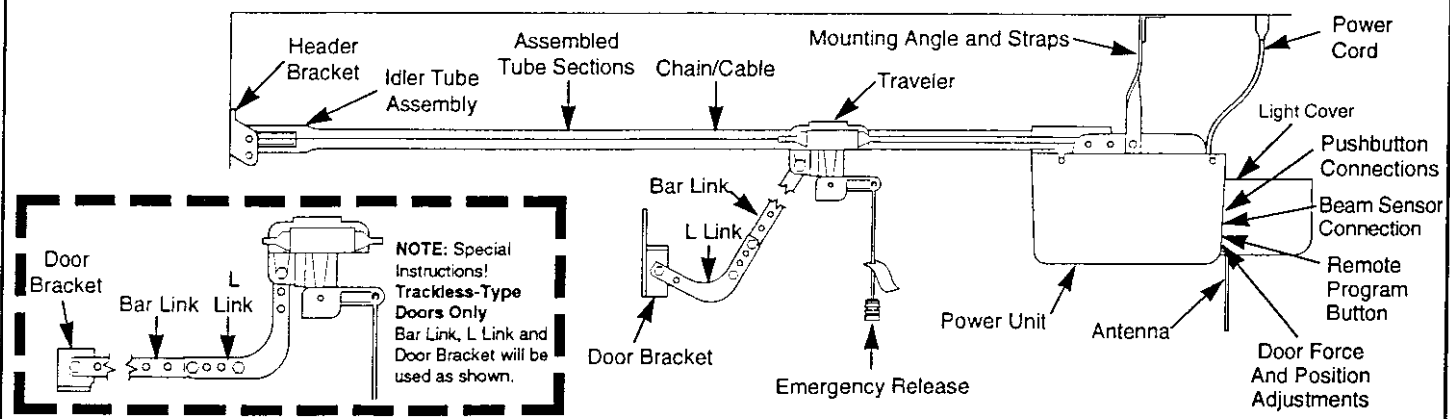 Header
Bracket
Idler Tube
Assembly
Assembled
Tube Sections
Chain/Cable
Mounting Angle and Straps
Traveler
Power
Cord
Light Cover
Pushbutton
Connections
Beam Sensor
Connection
Remote
Program
Button
Door Force
And Position
Adjustments
Antenna
Power Unit
Bar Link
L Link
Door Bracket
Emergency Release
Door
Bracket
Bar Link
L
Link
NOTE: Special
Instructions!
Trackless-Type
Doors Only
Bar Link, L Link and
Door Bracket will be
used as shown.